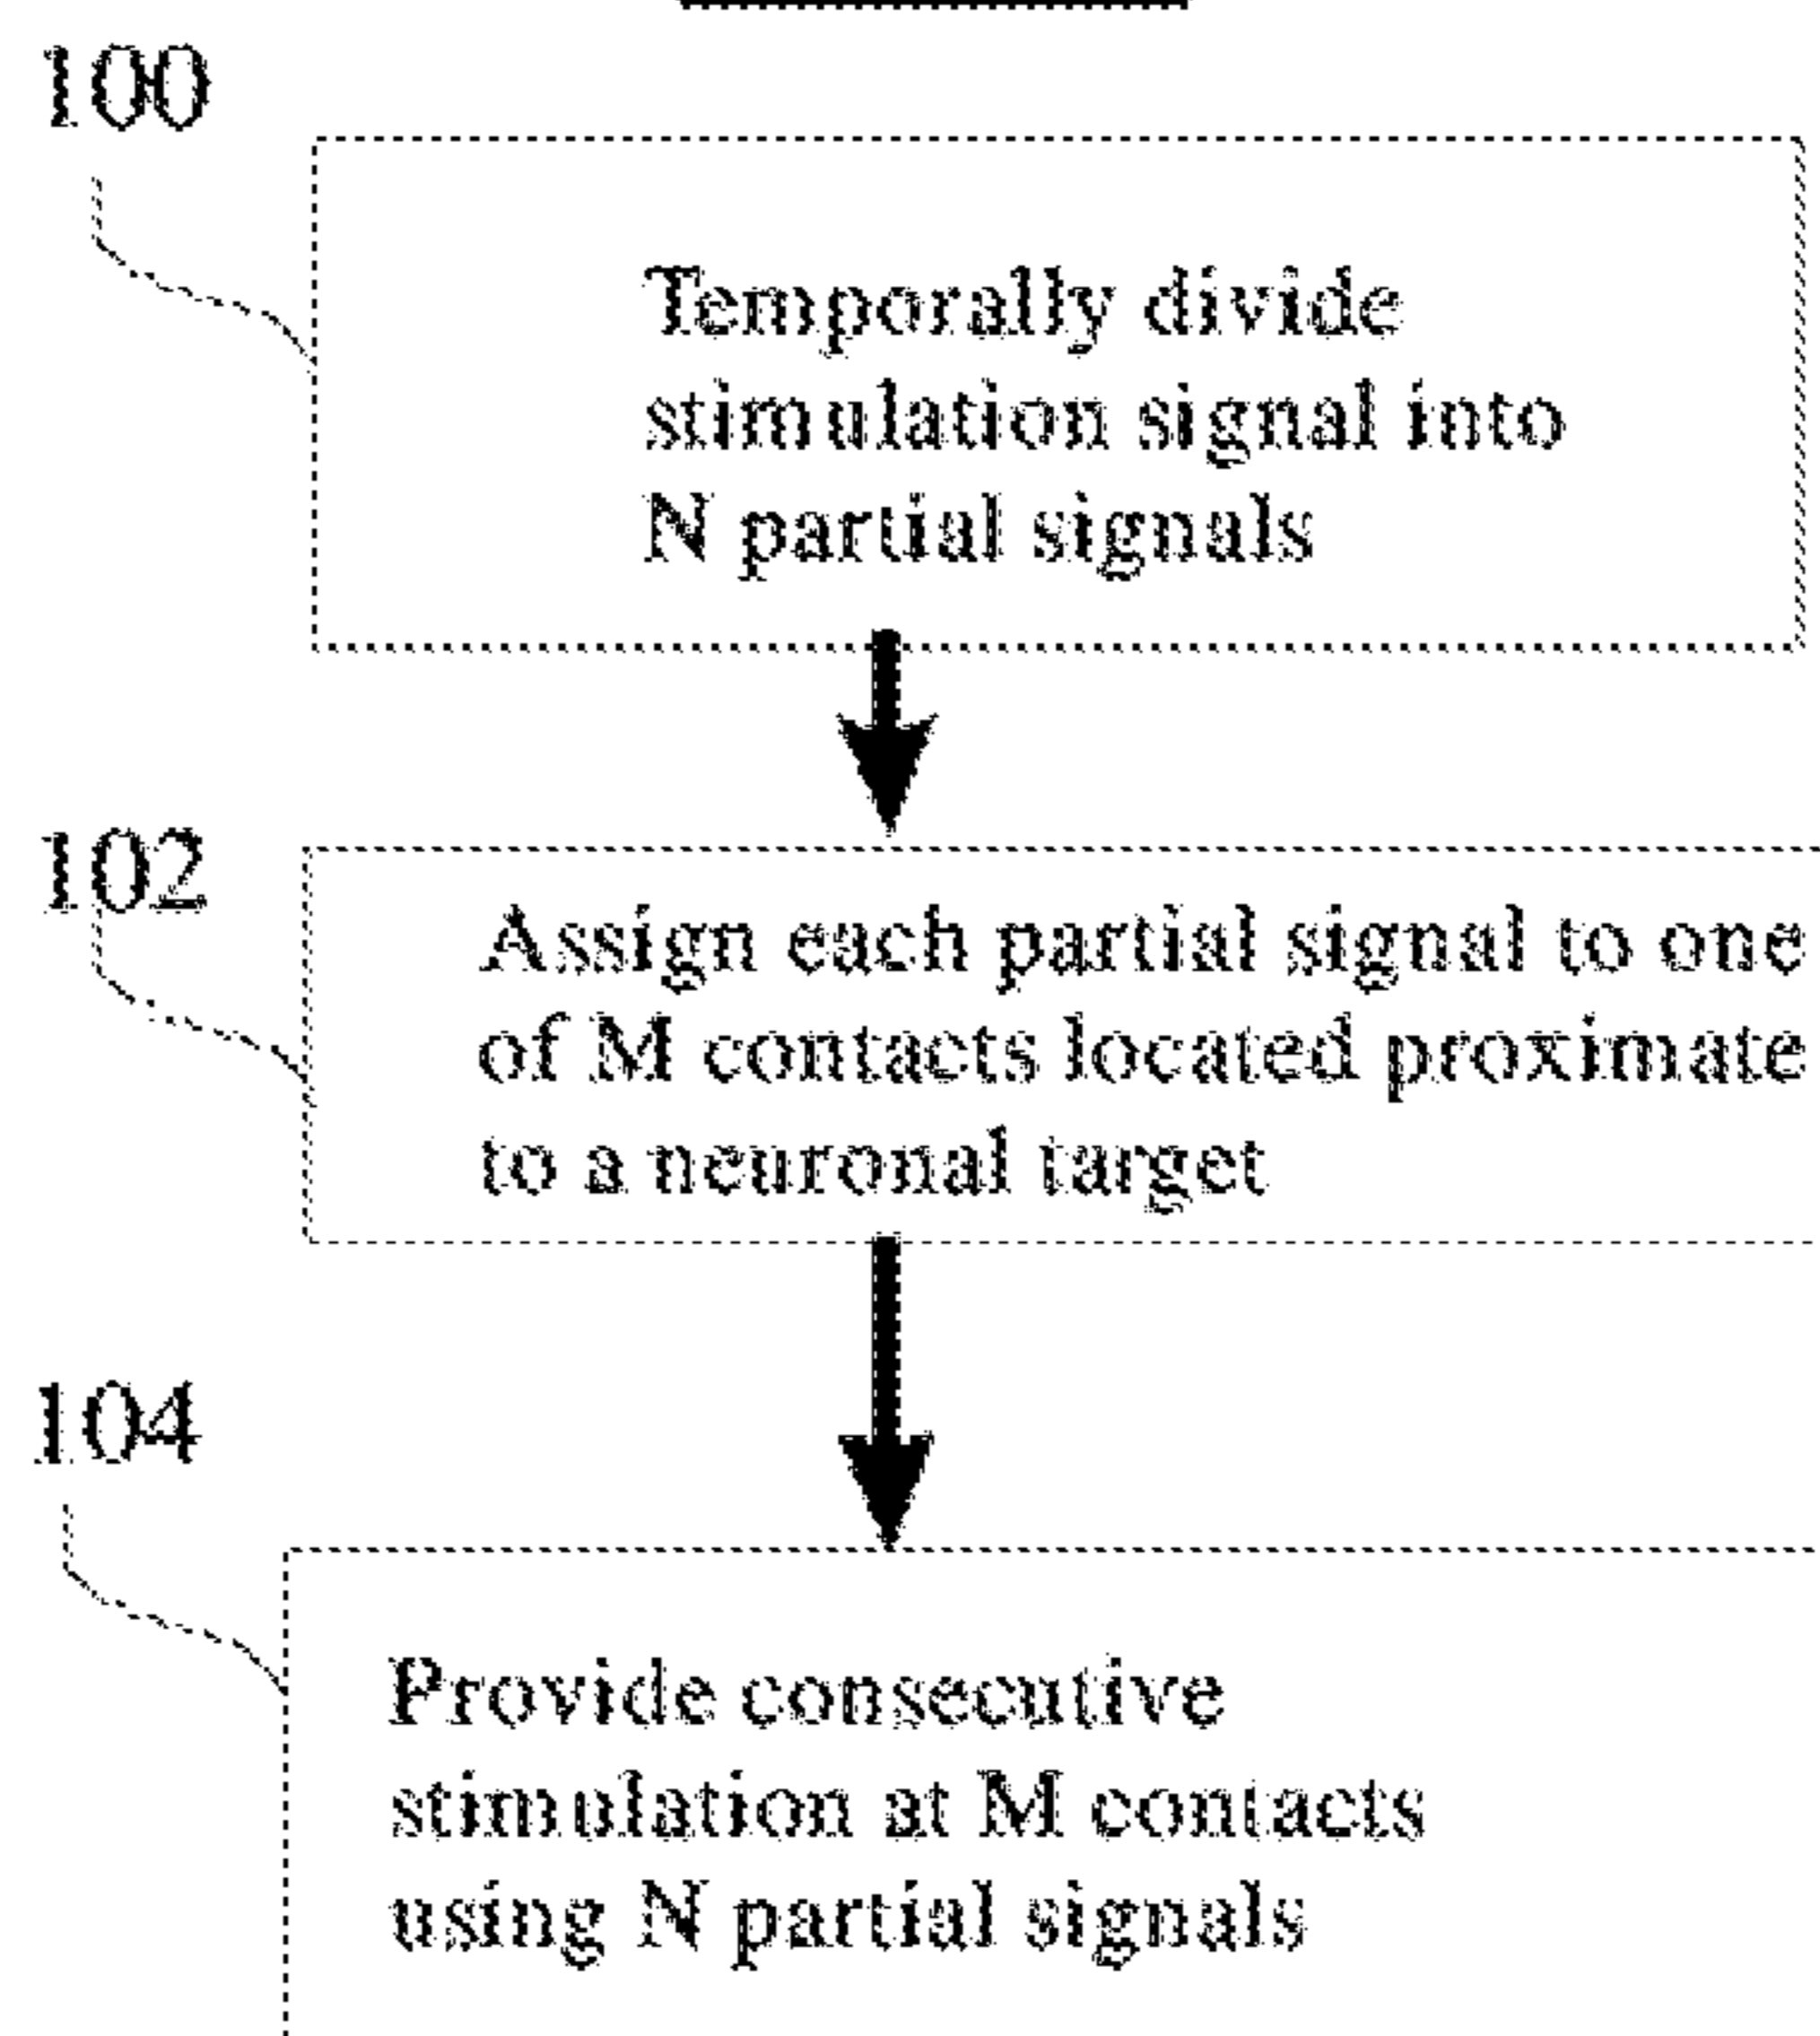 100
Temporally divide
stimulation signal into
N partial signals
102
Assign each partial signal to one
of M contacts located proximate
to a neuronal target
104
Provide consecutive
stimulation at M contacts
using N partial signals